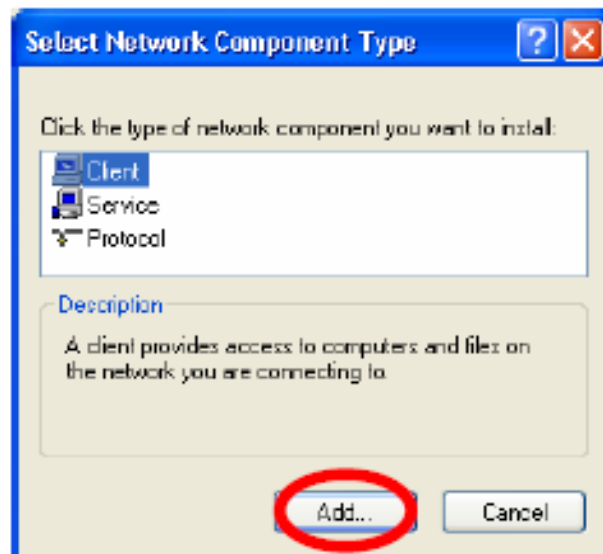 Select Network Component Type
Click the type of network component you want to install:
Client
Service
Protocol
Description
A client provides access to computers and files on
the network you are connecting to.
Add...
Cancel